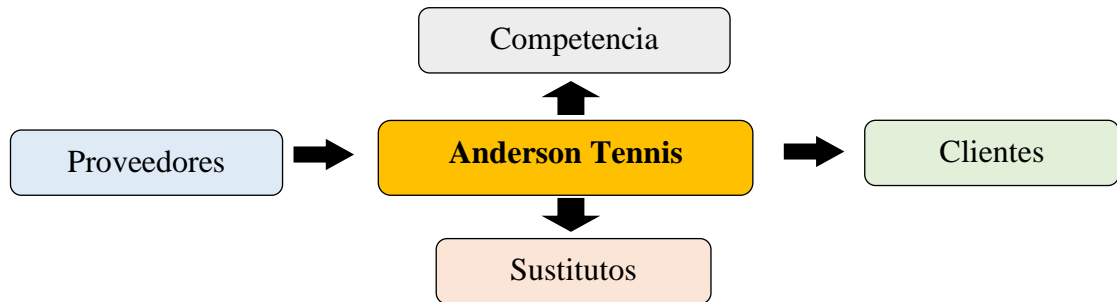 Competencia
Proveedores
Anderson Tennis
Clientes
Sustitutos